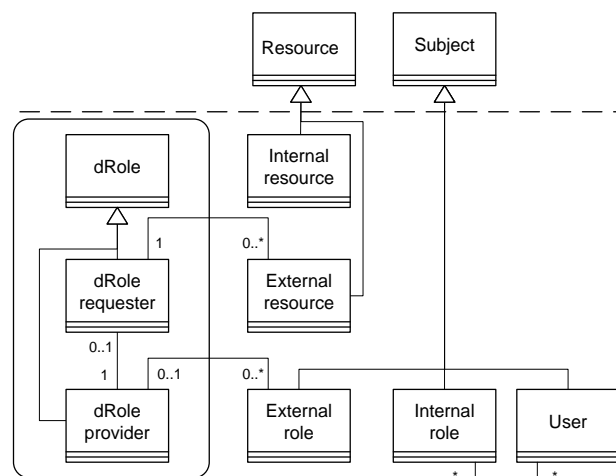 Resource
Subject
dRole
Internal
resource
1
0..*
dRole
requester
External
resource
0..1
1
0..1
0..*
dRole
provider
External
role
Internal
role
User
*
*